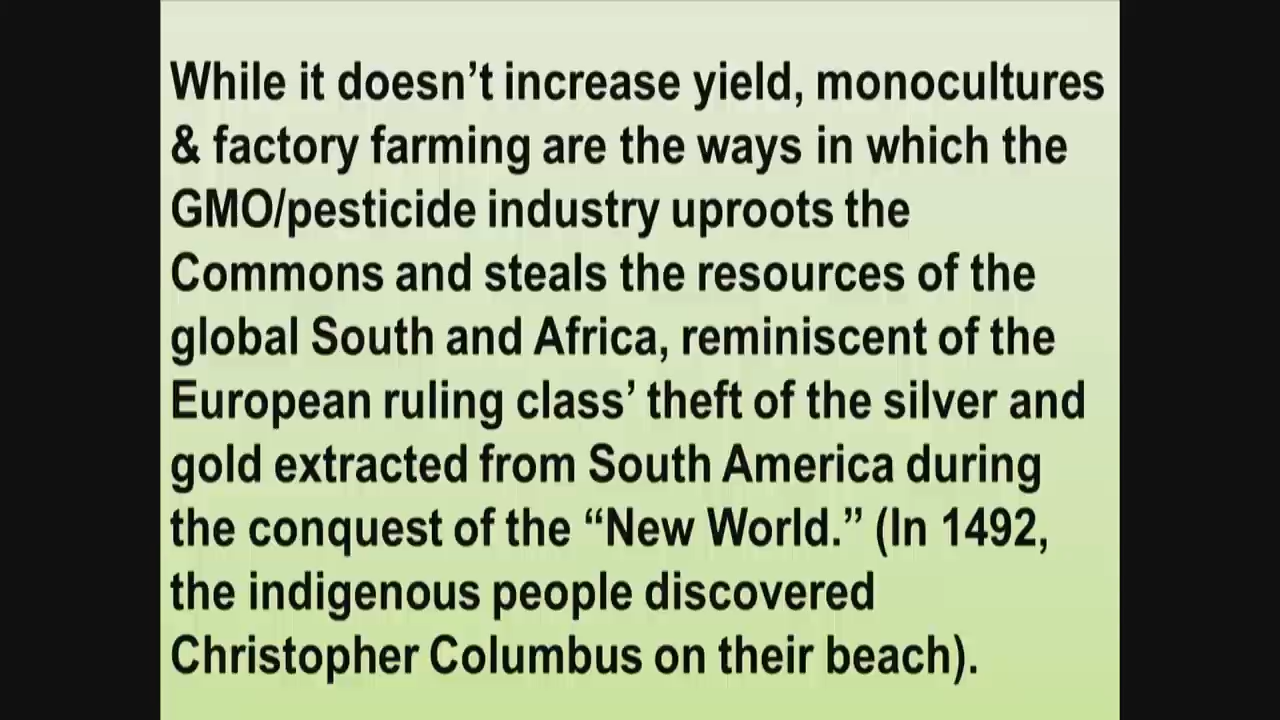 While it doesn’t increase yield, monocultures
& factory farming are the ways in which the
GMO/pesticide industry uproots the
Commons and steals the resources of the
global South and Africa, reminiscent of the
European ruling class’ theft of the silver and
gold extracted from South America during
the conquest of the “New World.” (In 1492,
the indigenous people discovered
Christopher Columbus on their beach).